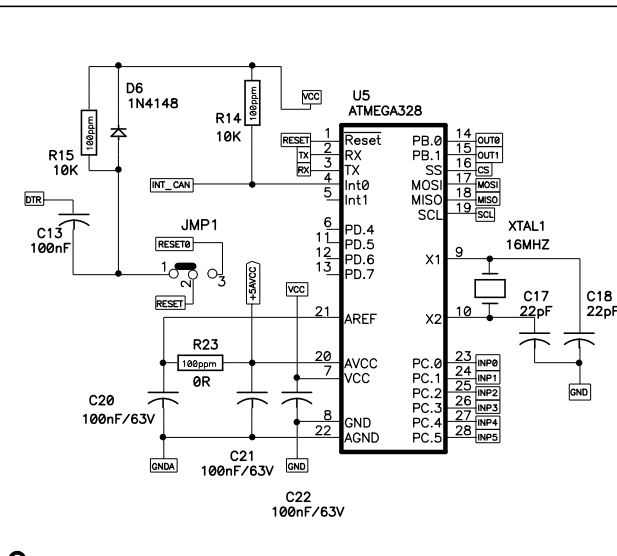 D6
1N4148
R14
10K
100ppm
VCC
U5
ATMEGA328
R15
10K
100ppm
RESET
TX
RX
INT_CAN
1
2
3
4
5
6
11
12
13
21
20
7
8
22
Reset
RX
TX
Int0
Int1
PD.4
PD.5
PD.6
PD.7
AREF
AVCC
VCC
GND
AGND
PB.0
PB.1
SS
MOSI
MISO
SCL
X1
X2
PC.0
PC.1
PC.2
PC.3
PC.4
PC.5
14
15
16
17
18
19
9
10
23
24
25
26
27
28
OUT0
OUT1
CS
MOSI
MISO
SCL
INP0
INP1
INP2
INP3
INP4
INP5
DTR
C13
100nF
JMP1
RESET0
1
2
3
RESET
+5AVCC
VCC
XTAL1
16MHZ
C17
22pF
C18
22pF
GND
R23
100ppm
0R
C20
100nF/63V
GNDA
C21
100nF/63V
GND
C22
100nF/63V